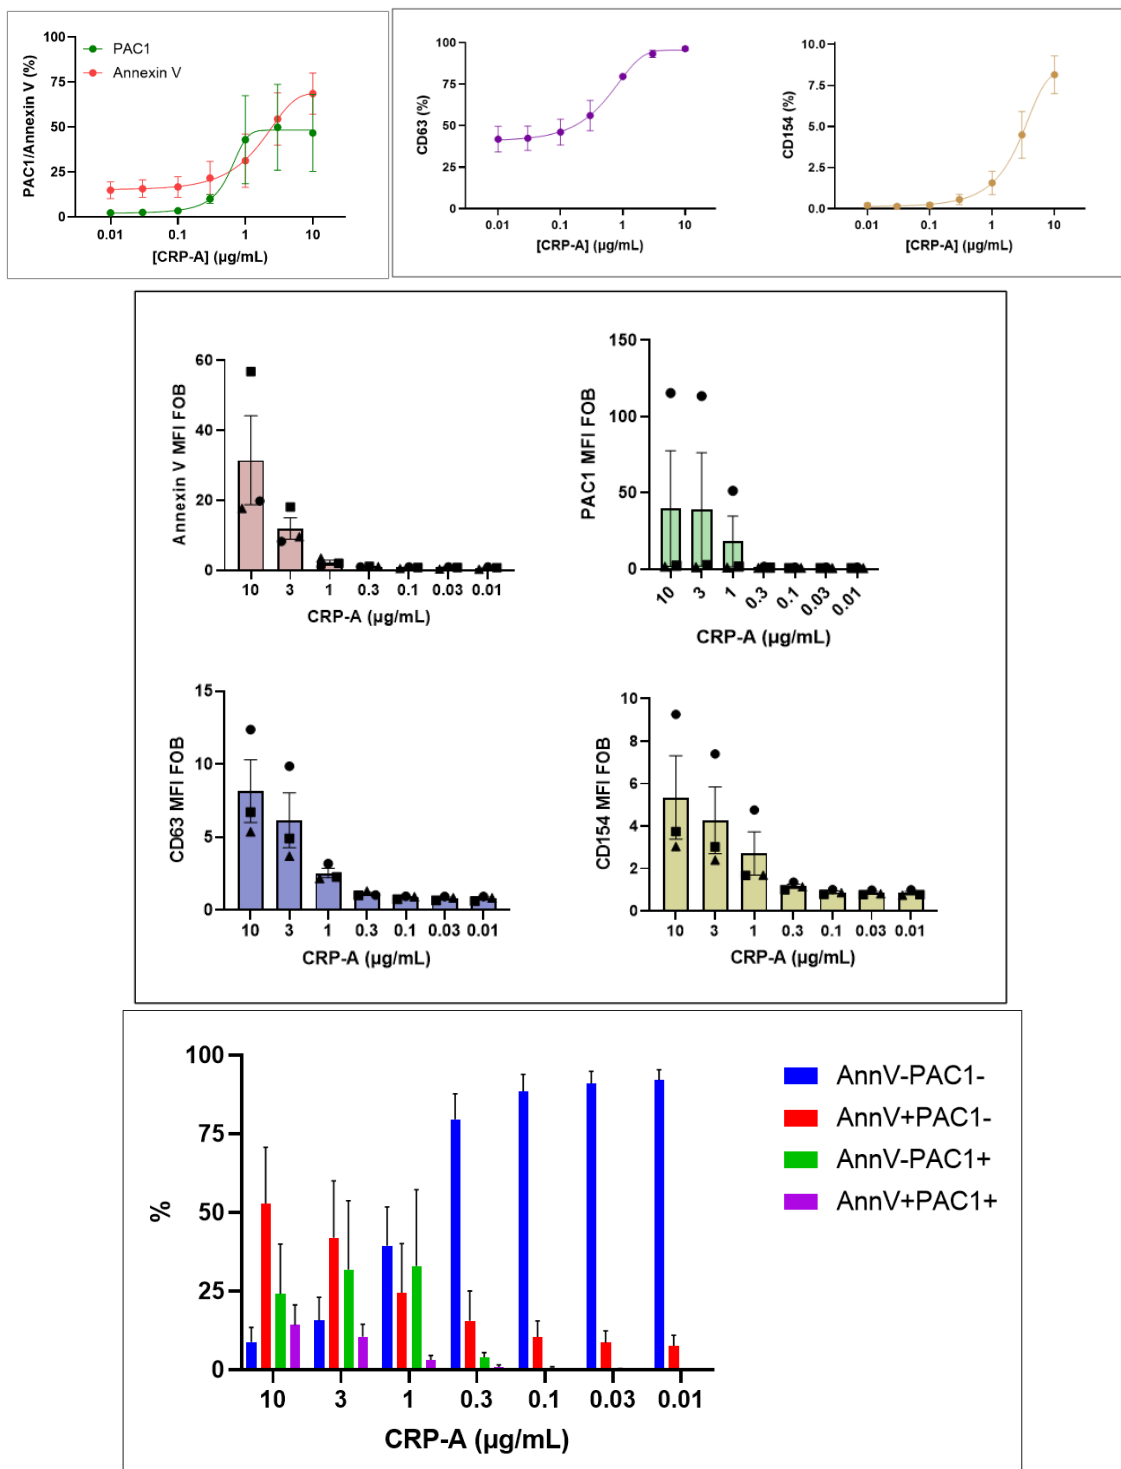 PAC1/Annexin V (%)
100
75
50
25
0
PAC1
Annexin V
0.01 0.1 1 10
[CRP-A] (µg/mL)
CD63 (%)
100
75
50
25
0
0.01 0.1 1 10
[CRP-A] (µg/mL)
CD154 (%)
10.0
7.5
5.0
2.5
0.0
0.01 0.1 1 10
[CRP-A] (µg/mL)
Annexin V MFI FOB
60
40
20
0
10 3 1 0.3 0.1 0.03 0.01
CRP-A (µg/mL)
PAC1 MFI FOB
150
100
50
0
10 3 1 0.3 0.1 0.03 0.01
CRP-A (µg/mL)
CD63 MFI FOB
15
10
5
0
10 3 1 0.3 0.1 0.03 0.01
CRP-A (µg/mL)
CD154 MFI FOB
10
8
6
4
2
0
10 3 1 0.3 0.1 0.03 0.01
CRP-A (µg/mL)
%
100
75
50
25
0
10 3 1 0.3 0.1 0.03 0.01
CRP-A (µg/mL)
AnnV-PAC1-
AnnV+PAC1-
AnnV-PAC1+
AnnV+PAC1+